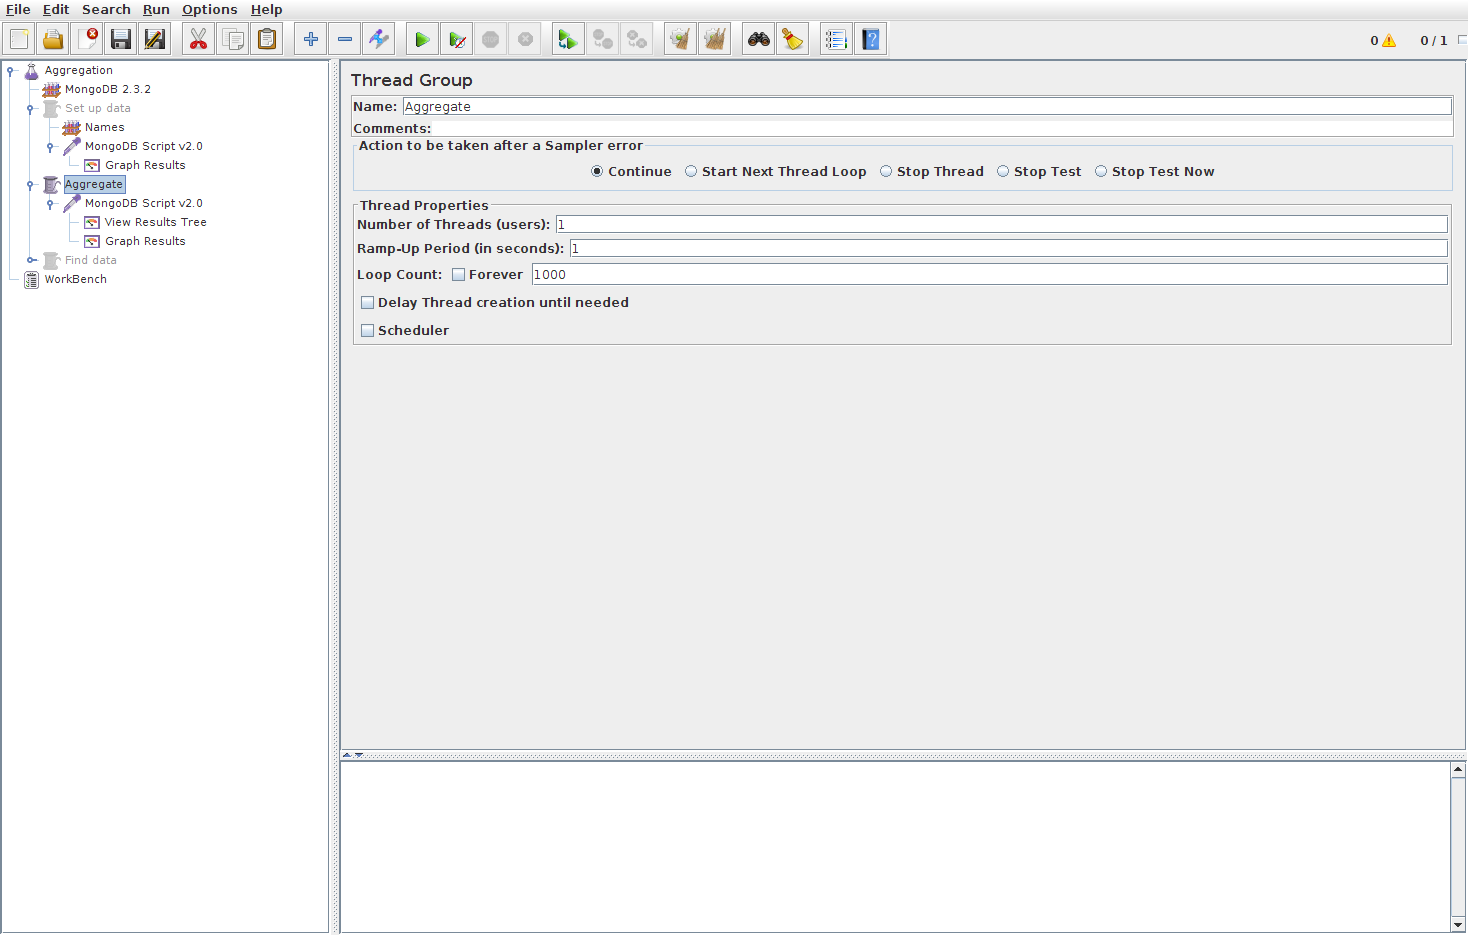 File Edit Search Run Options Help
0 0 / 1
Aggregation
MongoDB 2.3.2
Set up data
Names
MongoDB Script v2.0
Graph Results
Aggregate
MongoDB Script v2.0
View Results Tree
Graph Results
Find data
WorkBench
Thread Group
Name: Aggregate
Comments:
Action to be taken after a Sampler error
Continue Start Next Thread Loop Stop Thread Stop Test Stop Test Now
Thread Properties
Number of Threads (users): 1
Ramp-Up Period (in seconds): 1
Loop Count: Forever 1000
Delay Thread creation until needed
Scheduler